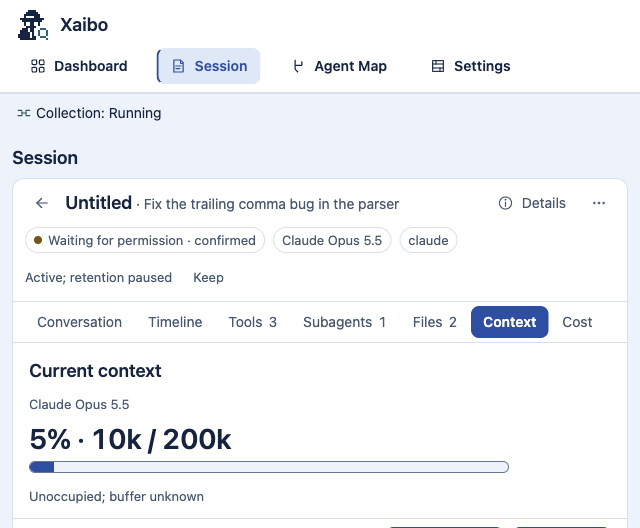 Xaibo
Dashboard Session Agent Map Settings
Collection: Running
Session
Untitled · Fix the trailing comma bug in the parser Details ···
Waiting for permission · confirmed Claude Opus 5.5 claude
Active; retention paused Keep
Conversation Timeline Tools 3 Subagents 1 Files 2 Context Cost
Current context
Claude Opus 5.5
5% · 10k / 200k
Unoccupied; buffer unknown